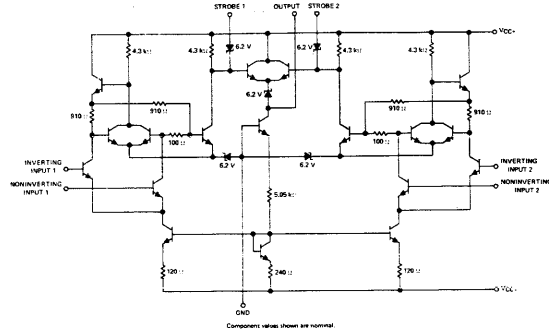 STROBE 1 OUTPUT STROBE 2
VCC+
4.3 kΩ 4.3 kΩ 6.2 V 6.2 V 4.3 kΩ 4.3 kΩ
6.2 V
910 Ω 910 Ω
910 Ω 910 Ω
100 Ω 100 Ω
6.2 V 6.2 V
INVERTING
INPUT 1
INVERTING
INPUT 2
NONINVERTING
INPUT 1
NONINVERTING
INPUT 2
5.05 kΩ
120 Ω 240 Ω 120 Ω
VCC-
GND
Component values shown are nominal.